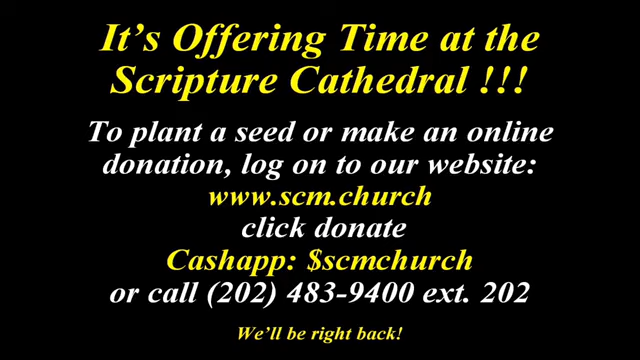 It's Offering Time at the
Scripture Cathedral !!!
To plant a seed or make an online
donation, log on to our website:
www.scm.church
click donate
Cashapp: $scmchurch
or call (202) 483-9400 ext. 202
We'll be right back!